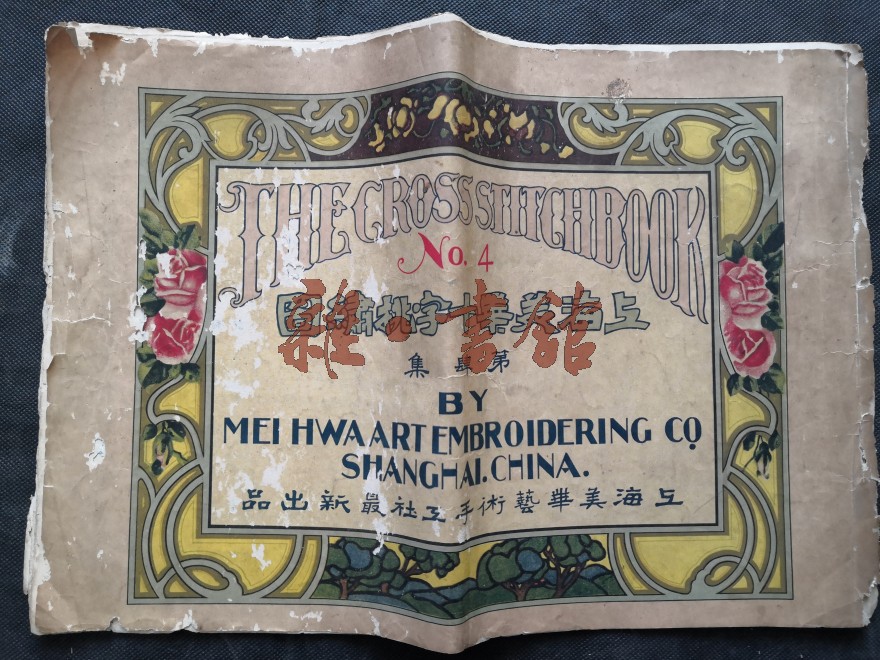 THE CROSS STITCH BOOK
No. 4
上海美華十字挑繡圖
雜·書館
第肆集
BY
MEI HWA ART EMBROIDERING CO
SHANGHAI. CHINA.
上海美華藝術手工社最新出品